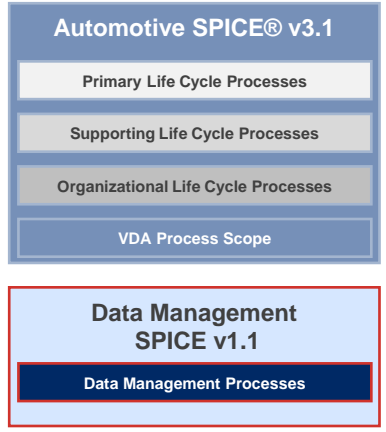 Automotive SPICE® v3.1
Primary Life Cycle Processes
Supporting Life Cycle Processes
Organizational Life Cycle Processes
VDA Process Scope
Data Management
SPICE v1.1
Data Management Processes